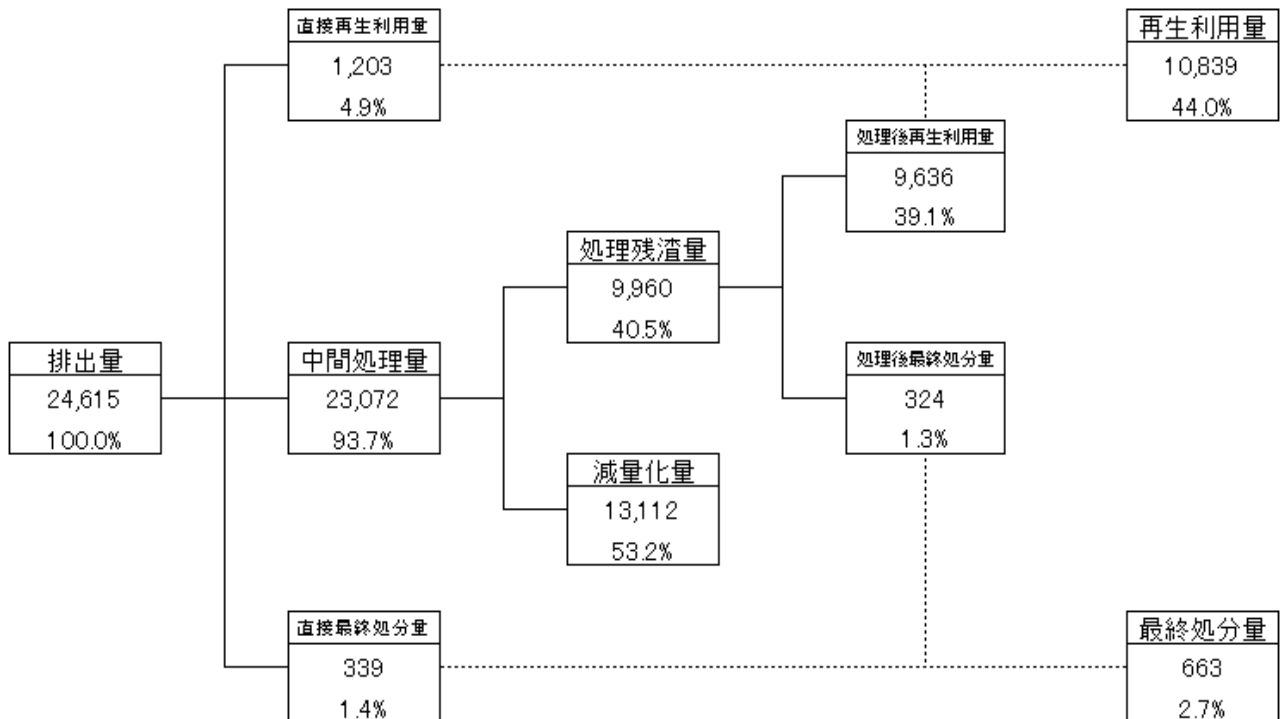 直接再生利用量
1,203
4.9%
再生利用量
10,839
44.0%
処理後再生利用量
9,636
39.1%
処理残渣量
9,960
40.5%
排出量
24,615
100.0%
中間処理量
23,072
93.7%
処理後最終処分量
324
1.3%
減量化量
13,112
53.2%
直接最終処分量
339
1.4%
最終処分量
663
2.7%